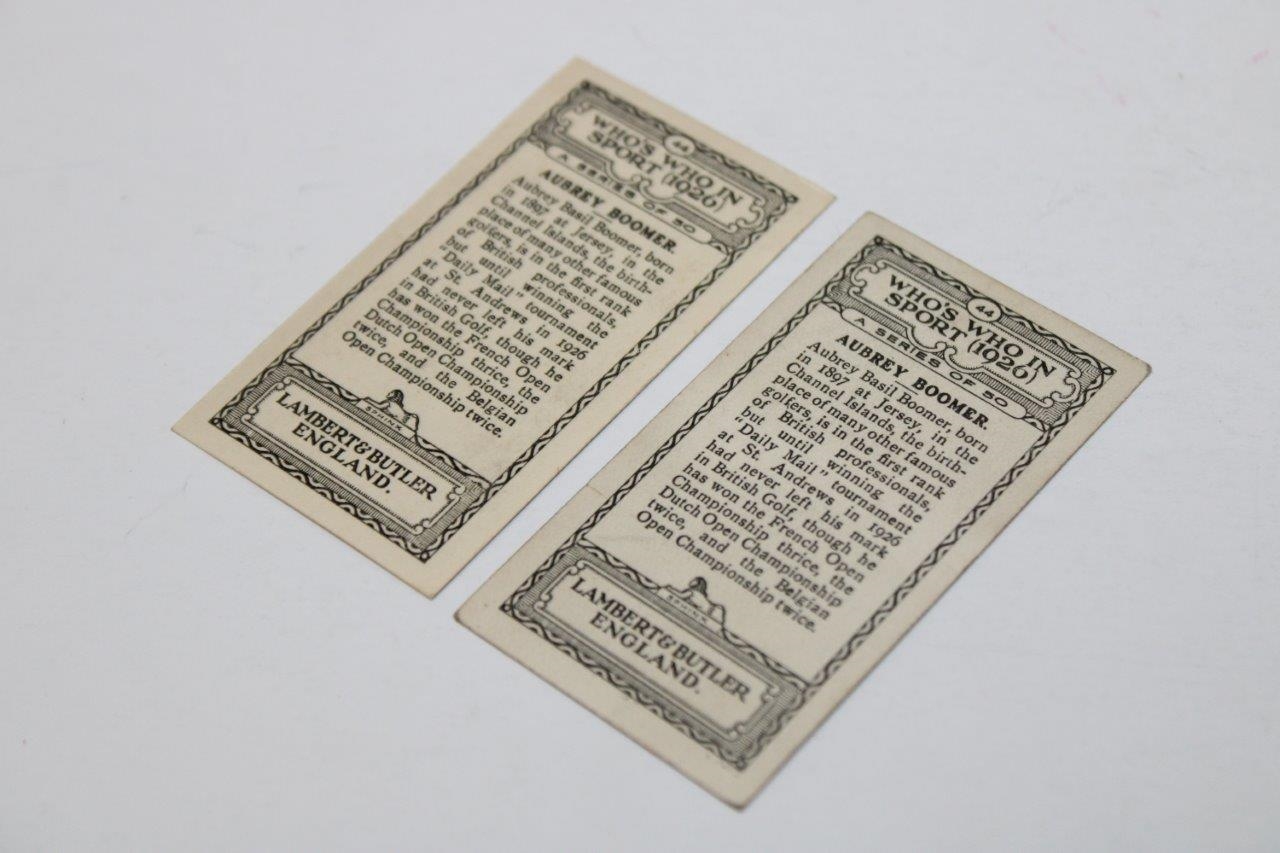 44
WHO'S WHO IN
SPORT (1926)
A SERIES OF 50
AUBREY BOOMER.
Aubrey Basil Boomer, born
in 1897 at Jersey, in the
Channel Islands, the birth-
place of many other famous
golfers, is in the first rank
of British professionals,
but until winning the
"Daily Mail" tournament
at St. Andrews in 1926
had never left his mark
in British Golf, though he
has won the French Open
Championship thrice, the
Dutch Open Championship
twice, and the Belgian
Open Championship twice.
SPHINX
LAMBERT & BUTLER
ENGLAND.
44
WHO'S WHO IN
SPORT (1926)
A SERIES OF 50
AUBREY BOOMER.
Aubrey Basil Boomer, born
in 1897 at Jersey, in the
Channel Islands, the birth-
place of many other famous
golfers, is in the first rank
of British professionals,
but until winning the
"Daily Mail" tournament
at St. Andrews in 1926
had never left his mark
in British Golf, though he
has won the French Open
Championship thrice, the
Dutch Open Championship
twice, and the Belgian
Open Championship twice.
SPHINX
LAMBERT & BUTLER
ENGLAND.